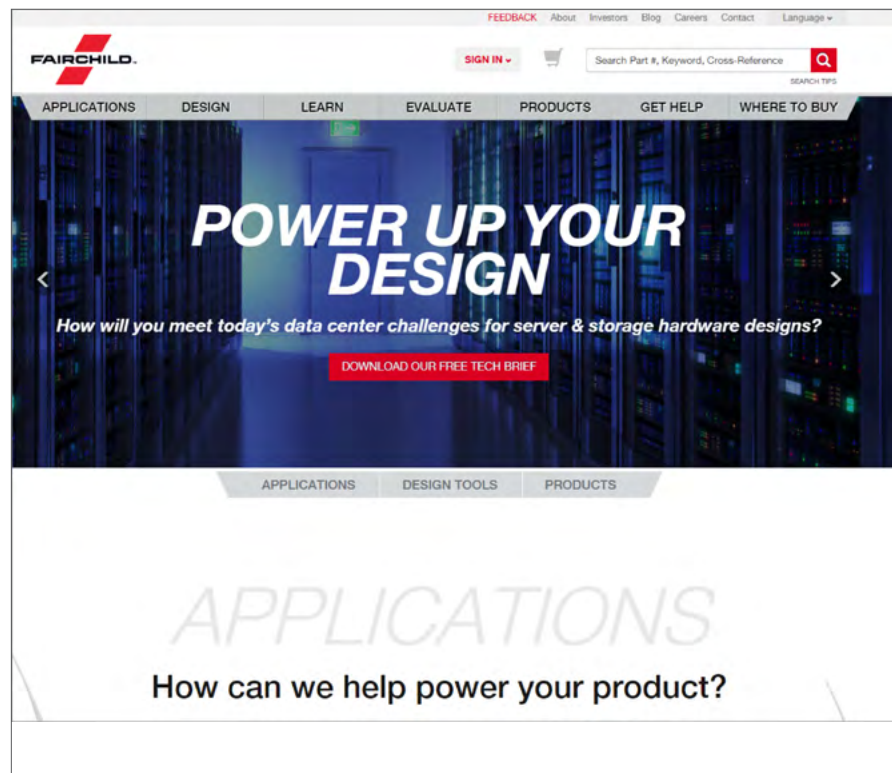 FEEDBACK About Investors Blog Careers Contact Language
FAIRCHILD™
SIGN IN
Search Part #, Keyword, Cross-Reference
SEARCH TIPS
APPLICATIONS DESIGN LEARN EVALUATE PRODUCTS GET HELP WHERE TO BUY
POWER UP YOUR
DESIGN
How will you meet today's data center challenges for server & storage hardware designs?
DOWNLOAD OUR FREE TECH BRIEF
APPLICATIONS DESIGN TOOLS PRODUCTS
APPLICATIONS
How can we help power your product?